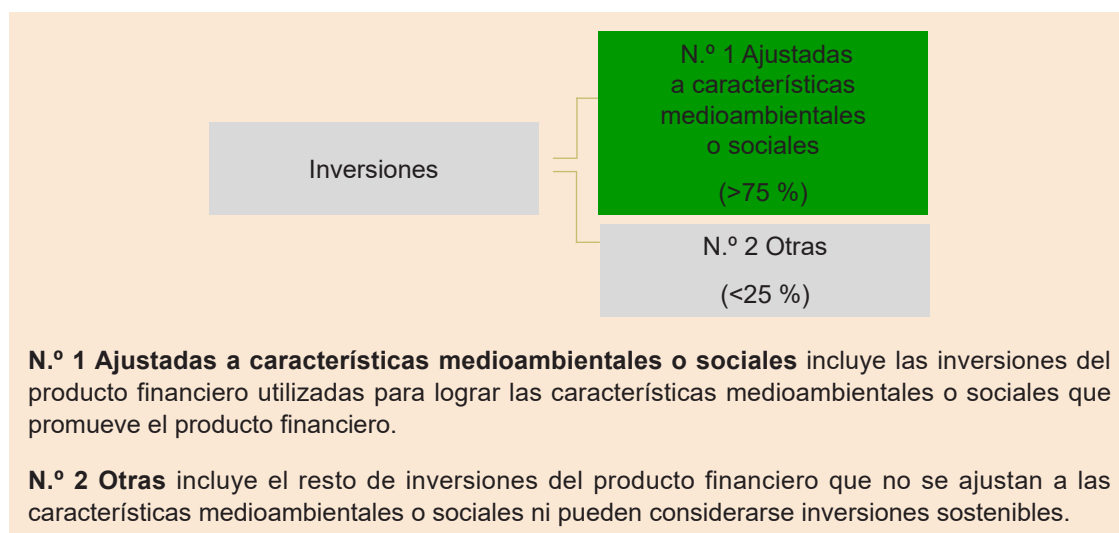 Inversiones
N.º 1 Ajustadas
a características
medioambientales
o sociales
(>75 %)
N.º 2 Otras
(<25 %)
N.º 1 Ajustadas a características medioambientales o sociales incluye las inversiones del
producto financiero utilizadas para lograr las características medioambientales o sociales que
promueve el producto financiero.
N.º 2 Otras incluye el resto de inversiones del producto financiero que no se ajustan a las
características medioambientales o sociales ni pueden considerarse inversiones sostenibles.